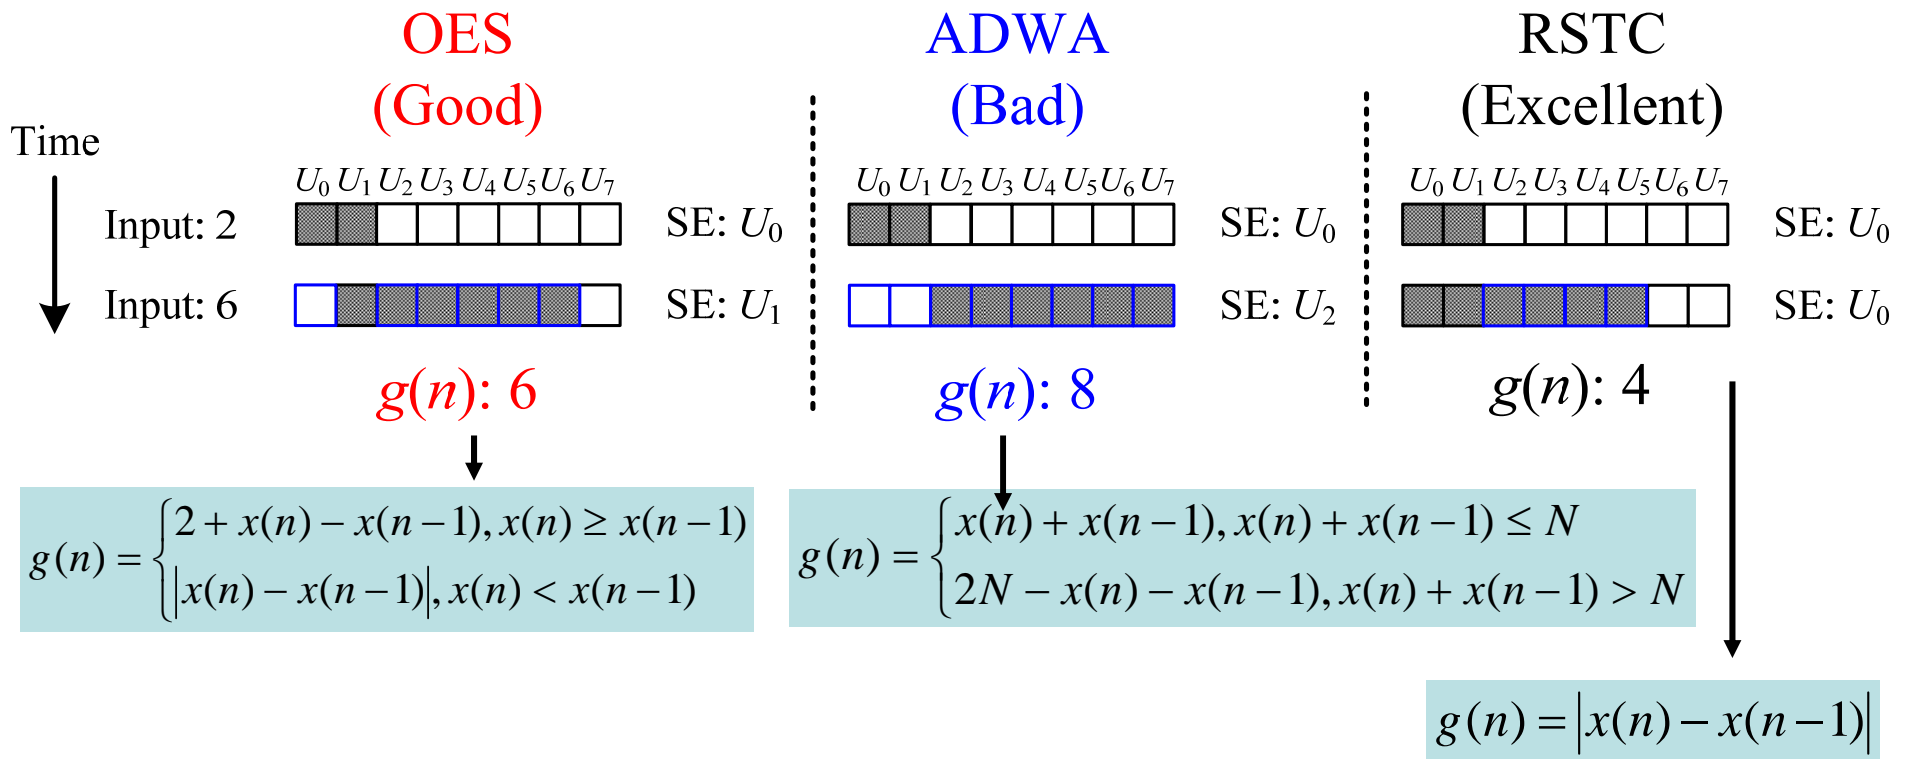 OES ADWA RSTC
(Good) (Bad) (Excellent)
Time
U₀ U₁ U₂ U₃ U₄ U₅ U₆ U₇ U₀ U₁ U₂ U₃ U₄ U₅ U₆ U₇ U₀ U₁ U₂ U₃ U₄ U₅ U₆ U₇
Input: 2 SE: U₀ SE: U₀ SE: U₀
Input: 6 SE: U₁ SE: U₂ SE: U₀
g(n): 6 g(n): 8 g(n): 4
g(n) = { 2 + x(n) − x(n − 1), x(n) ≥ x(n − 1)
|x(n) − x(n − 1)|, x(n) < x(n − 1)
g(n) = { x(n) + x(n − 1), x(n) + x(n − 1) ≤ N
2N − x(n) − x(n − 1), x(n) + x(n − 1) > N
g(n) = |x(n) − x(n − 1)|